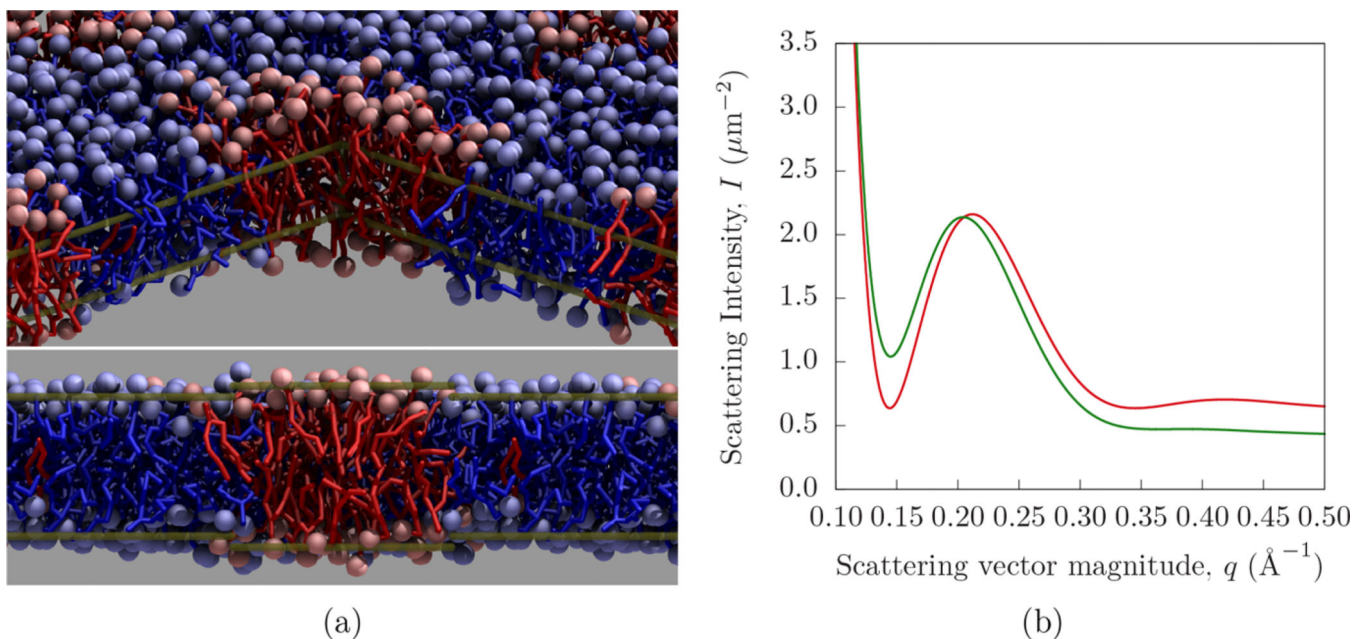 3.5
3.0
2.5
2.0
1.5
1.0
0.5
0.0
Scattering Intensity, I (μm⁻²)
0.10 0.15 0.20 0.25 0.30 0.35 0.40 0.45 0.50
Scattering vector magnitude, q (Å⁻¹)
(a)
(b)